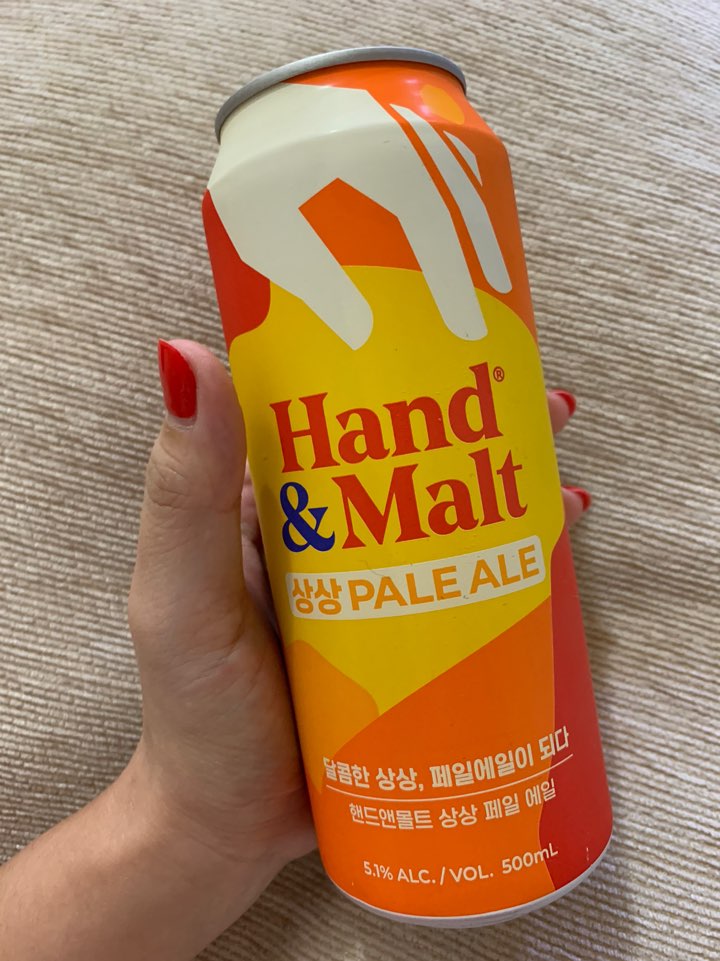 Hand®
&Malt
상상 PALE ALE
달콤한 상상, 페일에일이 되다
핸드앤몰트 상상 페일 에일
5.1% ALC. / VOL. 500mL